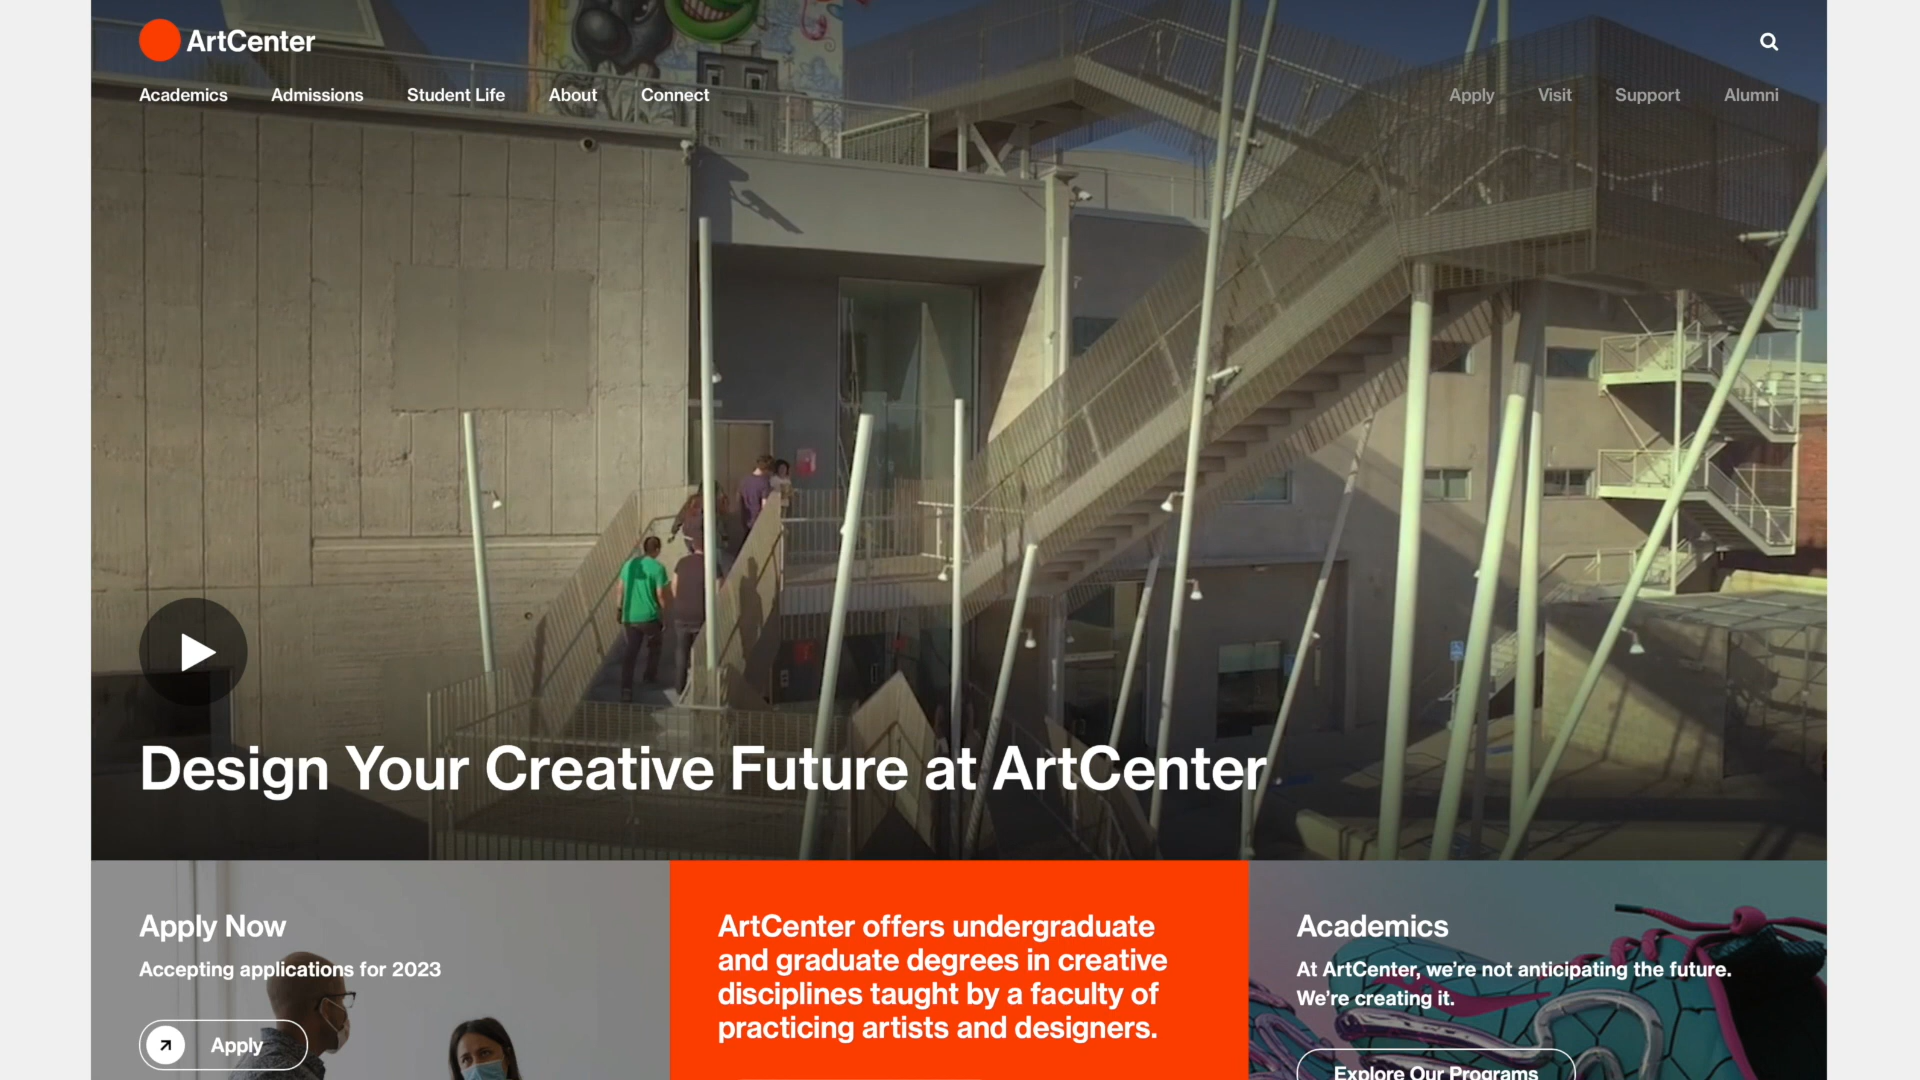 ArtCenter
Academics
Admissions
Student Life
About
Connect
Apply
Visit
Support
Alumni
Design Your Creative Future at ArtCenter
Apply Now
Accepting applications for 2023
Apply
ArtCenter offers undergraduate
and graduate degrees in creative
disciplines taught by a faculty of
practicing artists and designers.
Academics
At ArtCenter, we’re not anticipating the future.
We’re creating it.
Explore Our Programs